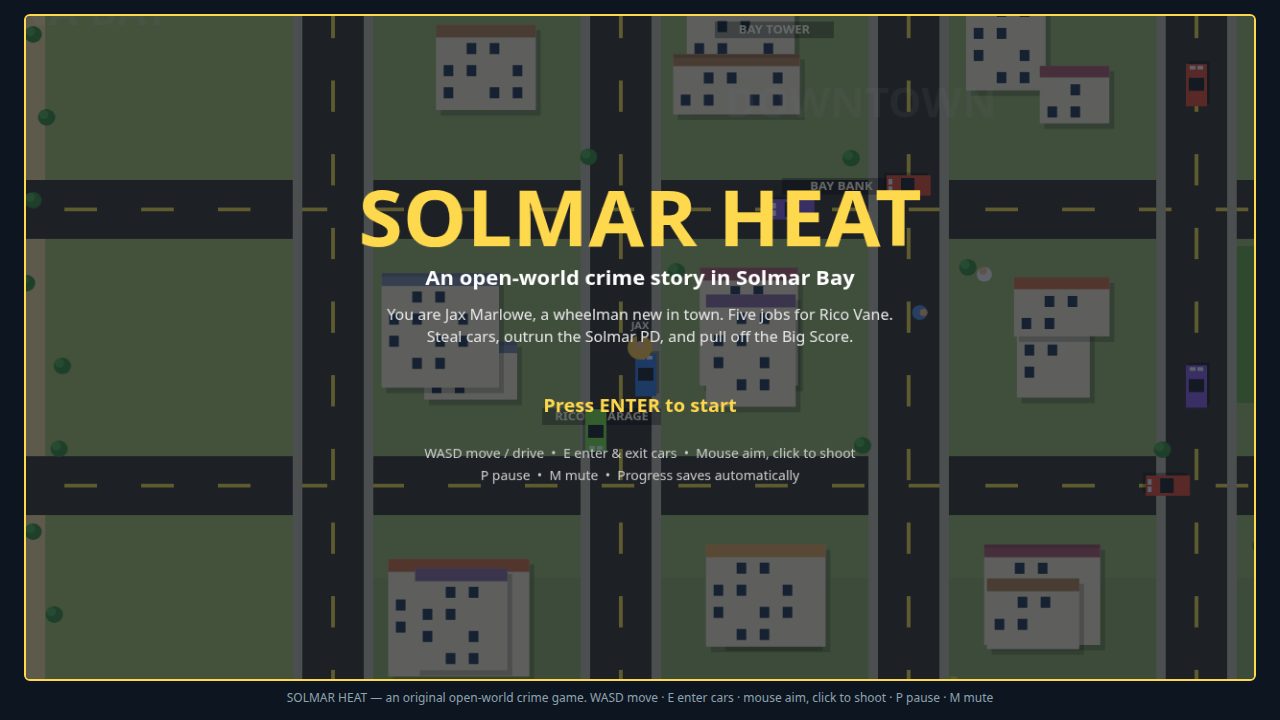 BAY TOWER
DOWNTOWN
BAY BANK
SOLMAR HEAT
An open-world crime story in Solmar Bay
You are Jax Marlowe, a wheelman new in town. Five jobs for Rico Vane.
JAX
Steal cars, outrun the Solmar PD, and pull off the Big Score.
Press ENTER to start
WASD move / drive • E enter & exit cars • Mouse aim, click to shoot
P pause • M mute • Progress saves automatically
SOLMAR HEAT — an original open-world crime game. WASD move · E enter cars · mouse aim, click to shoot · P pause · M mute